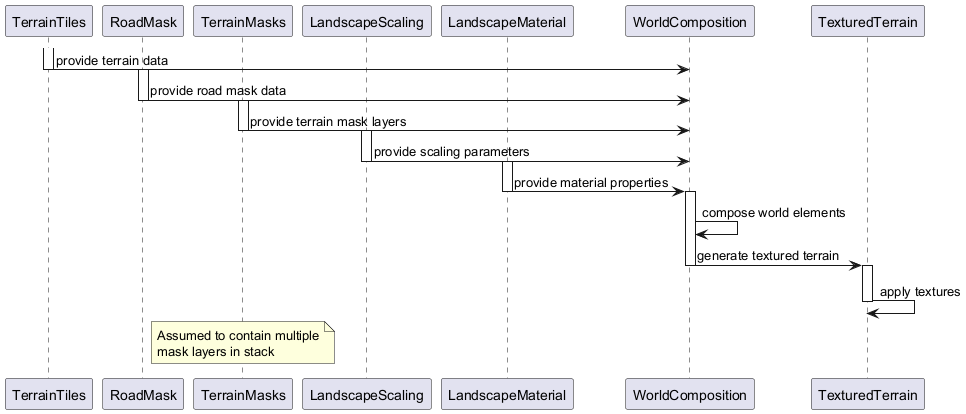 TerrainTiles
RoadMask
TerrainMasks
LandscapeScaling
LandscapeMaterial
WorldComposition
TexturedTerrain
provide terrain data
provide road mask data
provide terrain mask layers
provide scaling parameters
provide material properties
compose world elements
generate textured terrain
apply textures
Assumed to contain multiple
mask layers in stack
TerrainTiles
RoadMask
TerrainMasks
LandscapeScaling
LandscapeMaterial
WorldComposition
TexturedTerrain